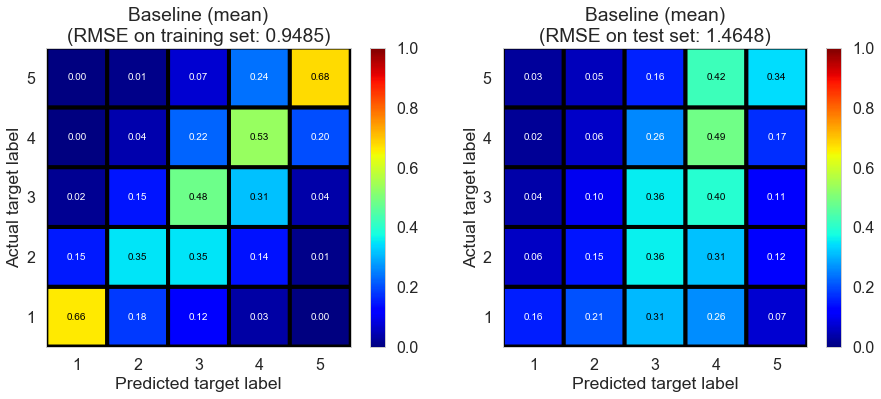 Baseline (mean)
(RMSE on training set: 0.9485)
Actual target label
5
0.00 0.01 0.07 0.24 0.68
4
0.00 0.04 0.22 0.53 0.20
3
0.02 0.15 0.48 0.31 0.04
2
0.15 0.35 0.35 0.14 0.01
1
0.66 0.18 0.12 0.03 0.00
1 2 3 4 5
Predicted target label
1.0
0.8
0.6
0.4
0.2
0.0
Baseline (mean)
(RMSE on test set: 1.4648)
Actual target label
5
0.03 0.05 0.16 0.42 0.34
4
0.02 0.06 0.26 0.49 0.17
3
0.04 0.10 0.36 0.40 0.11
2
0.06 0.15 0.36 0.31 0.12
1
0.16 0.21 0.31 0.26 0.07
1 2 3 4 5
Predicted target label
1.0
0.8
0.6
0.4
0.2
0.0